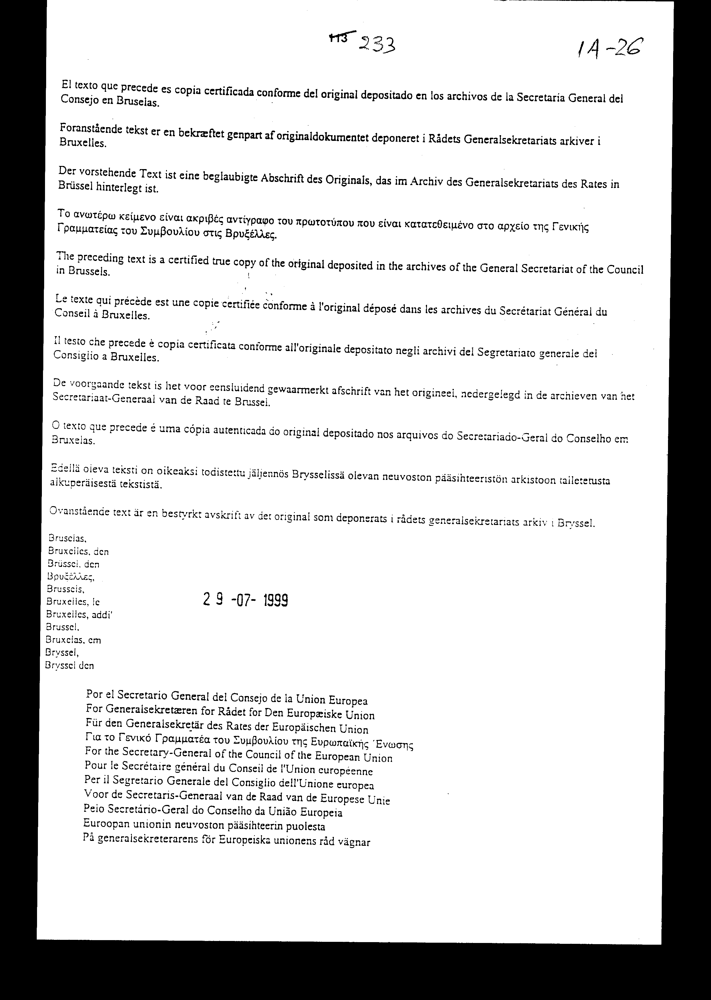 113 233
1A-26
El texto que precede es copia certificada conforme del original depositado en los archivos de la Secretaría General del
Consejo en Bruselas.
Foranstående tekst er en bekræftet genpart af originaldokumentet deponeret i Rådets Generalsekretariats arkiver i
Bruxelles.
Der vorstehende Text ist eine beglaubigte Abschrift des Originals, das im Archiv des Generalsekretariats des Rates in
Brüssel hinterlegt ist.
Το ανωτέρω κείμενο είναι ακριβές αντίγραφο του πρωτοτύπου που είναι κατατεθειμένο στο αρχείο της Γενικής
Γραμματείας του Συμβουλίου στις Βρυξέλλες.
The preceding text is a certified true copy of the original deposited in the archives of the General Secretariat of the Council
in Brussels.
Le texte qui précède est une copie certifiée conforme à l'original déposé dans les archives du Secrétariat Général du
Conseil à Bruxelles.
Il testo che precede è copia certificata conforme all'originale depositato negli archivi del Segretariato generale del
Consiglio a Bruxelles.
De voorgaande tekst is het voor eensluidend gewaarmerkt afschrift van het origineel, nedergelegd in de archieven van het
Secretariaat-Generaal van de Raad te Brussel.
O texto que precede é uma cópia autenticada do original depositado nos arquivos do Secretariado-Geral do Conselho em
Bruxelas.
Edellä oleva teksti on oikeaksi todistettu jäljennös Brysselissä olevan neuvoston pääsihteeristön arkistoon talletetusta
alkuperäisestä tekstistä.
Ovanstående text är en bestyrkt avskrift av det original som deponerats i rådets generalsekretariats arkiv i Bryssel.
Bruselas,
Bruxelles, den
Brüssel, den
Βρυξέλλες,
Brussels,
Bruxelles, le
Bruxelles, addi'
Brussel,
Bruxelas, em
Bryssel,
Bryssel den
29 -07- 1999
Por el Secretario General del Consejo de la Union Europea
For Generalsekretæren for Rådet for Den Europæiske Union
Für den Generalsekretär des Rates der Europäischen Union
Για το Γενικό Γραμματέα του Συμβουλίου της Ευρωπαϊκής Ένωσης
For the Secretary-General of the Council of the European Union
Pour le Secrétaire général du Conseil de l'Union européenne
Per il Segretario Generale del Consiglio dell'Unione europea
Voor de Secretaris-Generaal van de Raad van de Europese Unie
Pelo Secretário-Geral do Conselho da União Europeia
Euroopan unionin neuvoston pääsihteerin puolesta
På generalsekreterarens för Europeiska unionens råd vägnar